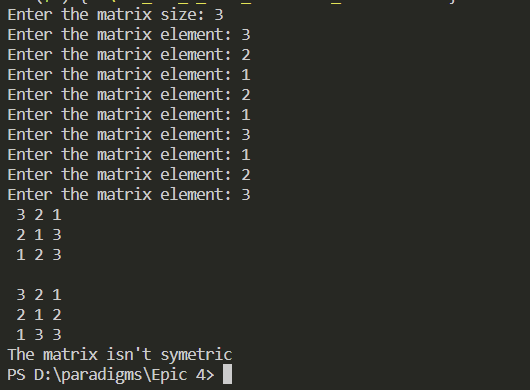 Enter the matrix size: 3
Enter the matrix element: 3
Enter the matrix element: 2
Enter the matrix element: 1
Enter the matrix element: 2
Enter the matrix element: 1
Enter the matrix element: 3
Enter the matrix element: 1
Enter the matrix element: 2
Enter the matrix element: 3
3 2 1
2 1 3
1 2 3
3 2 1
2 1 2
1 3 3
The matrix isn't symetric
PS D:\paradigms\Epic 4>